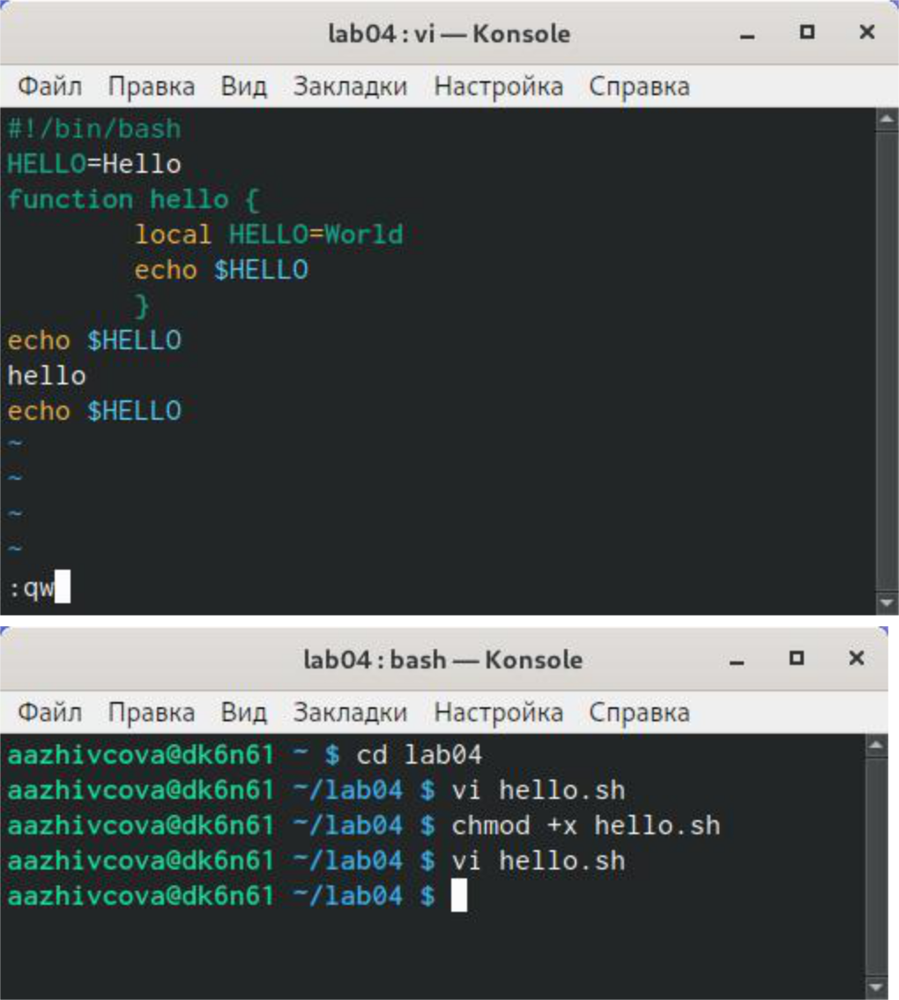 lab04 : vi — Konsole
Файл Правка Вид Закладки Настройка Справка
#!/bin/bash
HELLO=Hello
function hello {
        local HELLO=World
        echo $HELLO
        }
echo $HELLO
hello
echo $HELLO
~
~
~
~
:qw
lab04 : bash — Konsole
Файл Правка Вид Закладки Настройка Справка
aazhivcova@dk6n61 ~ $ cd lab04
aazhivcova@dk6n61 ~/lab04 $ vi hello.sh
aazhivcova@dk6n61 ~/lab04 $ chmod +x hello.sh
aazhivcova@dk6n61 ~/lab04 $ vi hello.sh
aazhivcova@dk6n61 ~/lab04 $